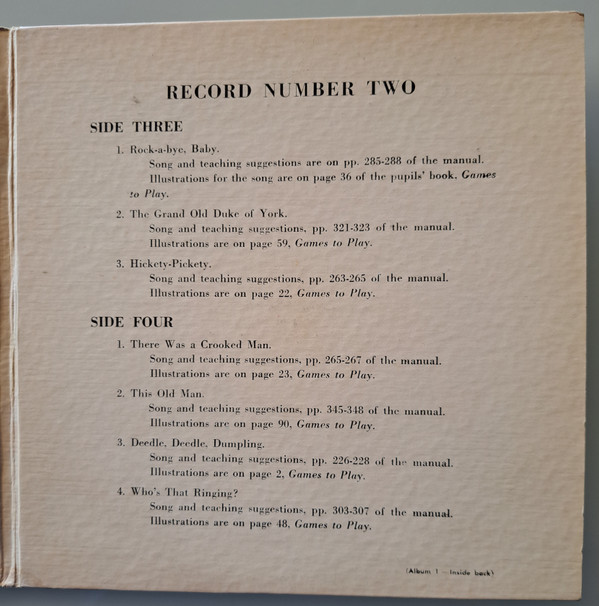 RECORD NUMBER TWO
SIDE THREE
1. Rock-a-bye, Baby.
Song and teaching suggestions are on pp. 285-288 of the manual.
Illustrations for the song are on page 36 of the pupils' book, Games
to Play.
2. The Grand Old Duke of York.
Song and teaching suggestions, pp. 321-323 of the manual.
Illustrations are on page 59, Games to Play.
3. Hickety-Pickety.
Song and teaching suggestions, pp. 263-265 of the manual.
Illustrations are on page 22, Games to Play.
SIDE FOUR
1. There Was a Crooked Man.
Song and teaching suggestions, pp. 265-267 of the manual.
Illustrations are on page 23, Games to Play.
2. This Old Man.
Song and teaching suggestions, pp. 345-348 of the manual.
Illustrations are on page 90, Games to Play.
3. Deedle, Deedle, Dumpling.
Song and teaching suggestions, pp. 226-228 of the manual.
Illustrations are on page 2, Games to Play.
4. Who's That Ringing?
Song and teaching suggestions, pp. 303-307 of the manual.
Illustrations are on page 48, Games to Play.
(Album 1 - inside back)